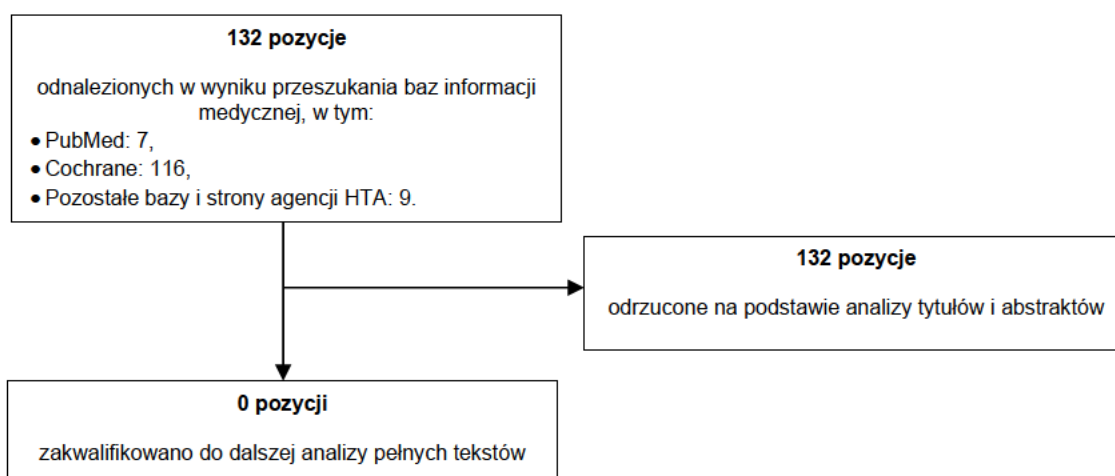 132 pozycje
odnalezionych w wyniku przeszukania baz informacji
medycznej, w tym:
• PubMed: 7,
• Cochrane: 116,
• Pozostałe bazy i strony agencji HTA: 9.
132 pozycje
odrzucone na podstawie analizy tytułów i abstraktów
0 pozycji
zakwalifikowano do dalszej analizy pełnych tekstów